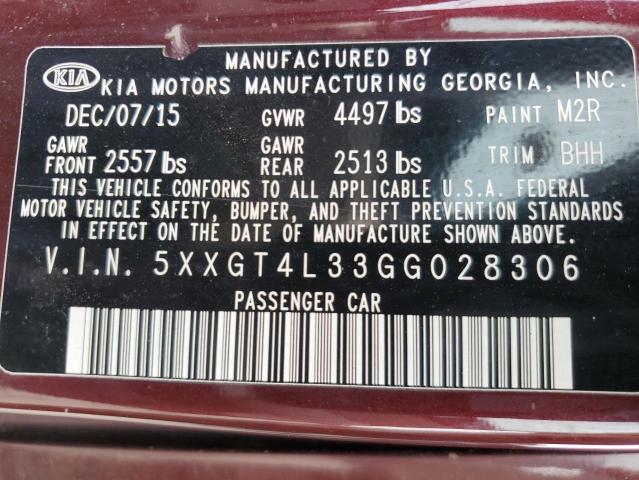 MANUFACTURED BY
KIA KIA MOTORS MANUFACTURING GEORGIA, INC.
DEC/07/15 GVWR 4497 lbs PAINT M2R
GAWR FRONT 2557 lbs GAWR REAR 2513 lbs TRIM BHH
THIS VEHICLE CONFORMS TO ALL APPLICABLE U.S.A. FEDERAL
MOTOR VEHICLE SAFETY, BUMPER, AND THEFT PREVENTION STANDARDS
IN EFFECT ON THE DATE OF MANUFACTURE SHOWN ABOVE.
V.I.N. 5XXGT4L33GG028306
PASSENGER CAR